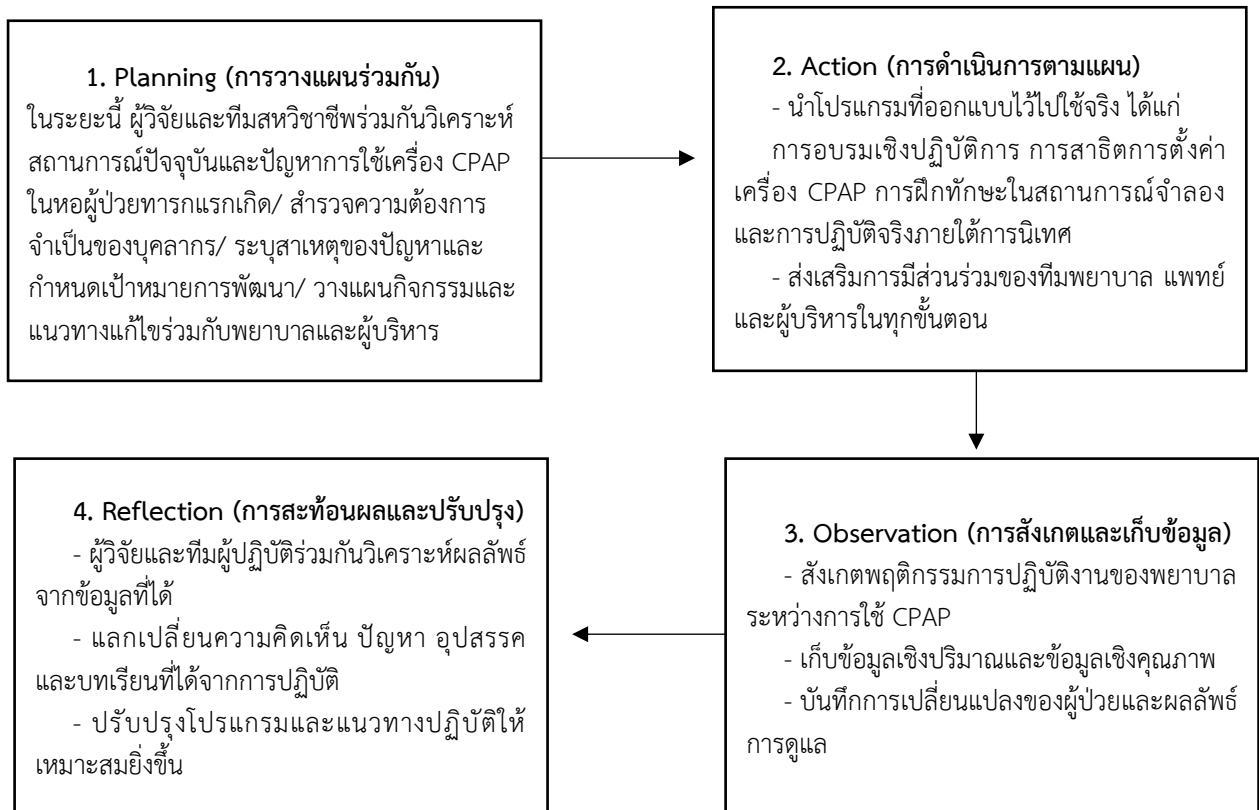 1. Planning (การวางแผนร่วมกัน)
ในระยะนี้ ผู้วิจัยและทีมสหวิชาชีพร่วมกันวิเคราะห์
สถานการณ์ปัจจุบันและปัญหาการใช้เครื่อง CPAP
ในหอผู้ป่วยทารกแรกเกิด/ สำรวจความต้องการ
จำเป็นของบุคลากร/ ระบุสาเหตุของปัญหาและ
กำหนดเป้าหมายการพัฒนา/ วางแผนกิจกรรมและ
แนวทางแก้ไขร่วมกับพยาบาลและผู้บริหาร
2. Action (การดำเนินการตามแผน)
- นำโปรแกรมที่ออกแบบไว้ไปใช้จริง ได้แก่
การอบรมเชิงปฏิบัติการ การสาธิตการตั้งค่า
เครื่อง CPAP การฝึกทักษะในสถานการณ์จำลอง
และการปฏิบัติจริงภายใต้การนิเทศ
- ส่งเสริมการมีส่วนร่วมของทีมพยาบาล แพทย์
และผู้บริหารในทุกขั้นตอน
3. Observation (การสังเกตและเก็บข้อมูล)
- สังเกตพฤติกรรมการปฏิบัติงานของพยาบาล
ระหว่างการใช้ CPAP
- เก็บข้อมูลเชิงปริมาณและข้อมูลเชิงคุณภาพ
- บันทึกการเปลี่ยนแปลงของผู้ป่วยและผลลัพธ์
การดูแล
4. Reflection (การสะท้อนผลและปรับปรุง)
- ผู้วิจัยและทีมผู้ปฏิบัติร่วมกันวิเคราะห์ผลลัพธ์
จากข้อมูลที่ได้
- แลกเปลี่ยนความคิดเห็น ปัญหา อุปสรรค
และบทเรียนที่ได้จากการปฏิบัติ
- ปรับปรุงโปรแกรมและแนวทางปฏิบัติให้
เหมาะสมยิ่งขึ้น